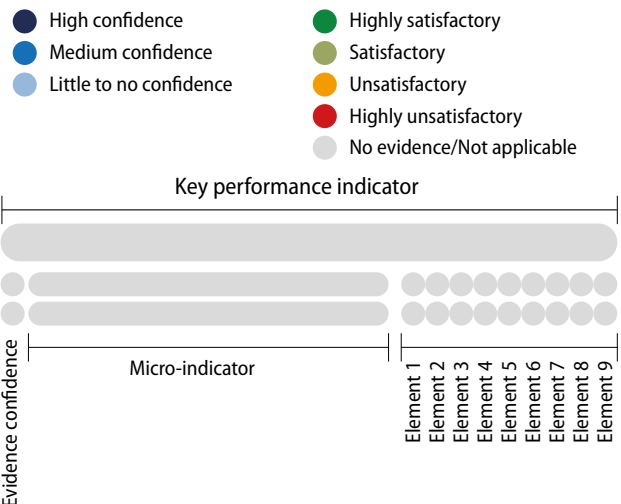 High confidence
Medium confidence
Little to no confidence
Highly satisfactory
Satisfactory
Unsatisfactory
Highly unsatisfactory
No evidence/Not applicable
Key performance indicator
Evidence confidence
Micro-indicator
Element 1
Element 2
Element 3
Element 4
Element 5
Element 6
Element 7
Element 8
Element 9